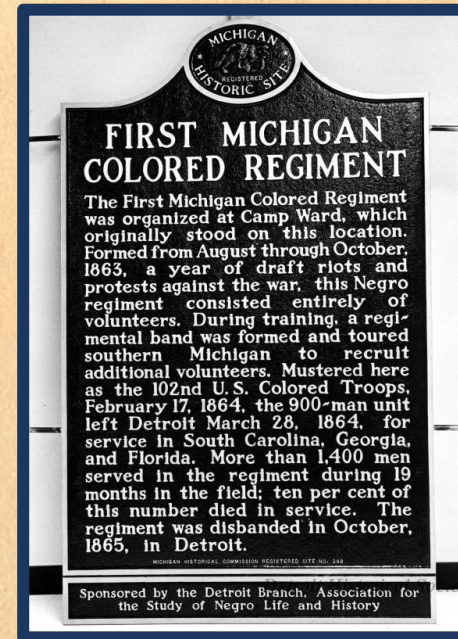 MICHIGAN
REGISTERED
HISTORIC SITE
FIRST MICHIGAN
COLORED REGIMENT
The First Michigan Colored Regiment
was organized at Camp Ward, which
originally stood on this location.
Formed from August through October,
1863, a year of draft riots and
protests against the war, this Negro
regiment consisted entirely of
volunteers. During training, a regi-
mental band was formed and toured
southern Michigan to recruit
additional volunteers. Mustered here
as the 102nd U.S. Colored Troops,
February 17, 1864, the 900-man unit
left Detroit March 28, 1864, for
service in South Carolina, Georgia,
and Florida. More than 1,400 men
served in the regiment during 19
months in the field; ten per cent of
this number died in service. The
regiment was disbanded in October,
1865, in Detroit.
MICHIGAN HISTORICAL COMMISSION REGISTERED SITE NO. 248
Sponsored by the Detroit Branch, Association for
the Study of Negro Life and History